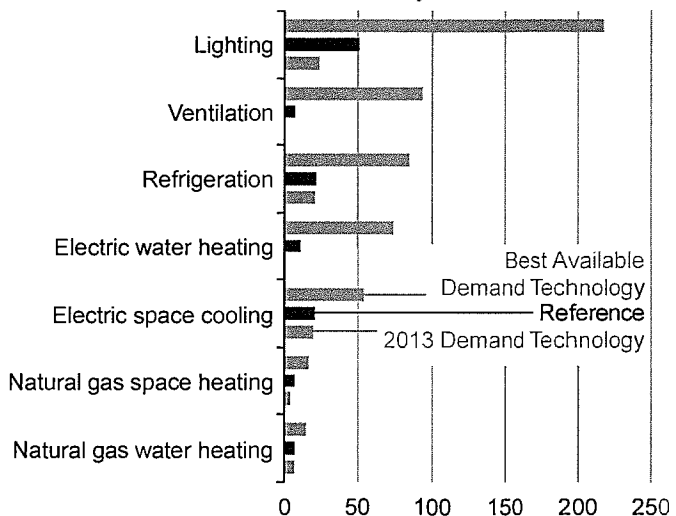 Lighting
Ventilation
Refrigeration
Electric water heating
Best Available
Demand Technology
Electric space cooling
Reference
2013 Demand Technology
Natural gas space heating
Natural gas water heating
0 50 100 150 200 250